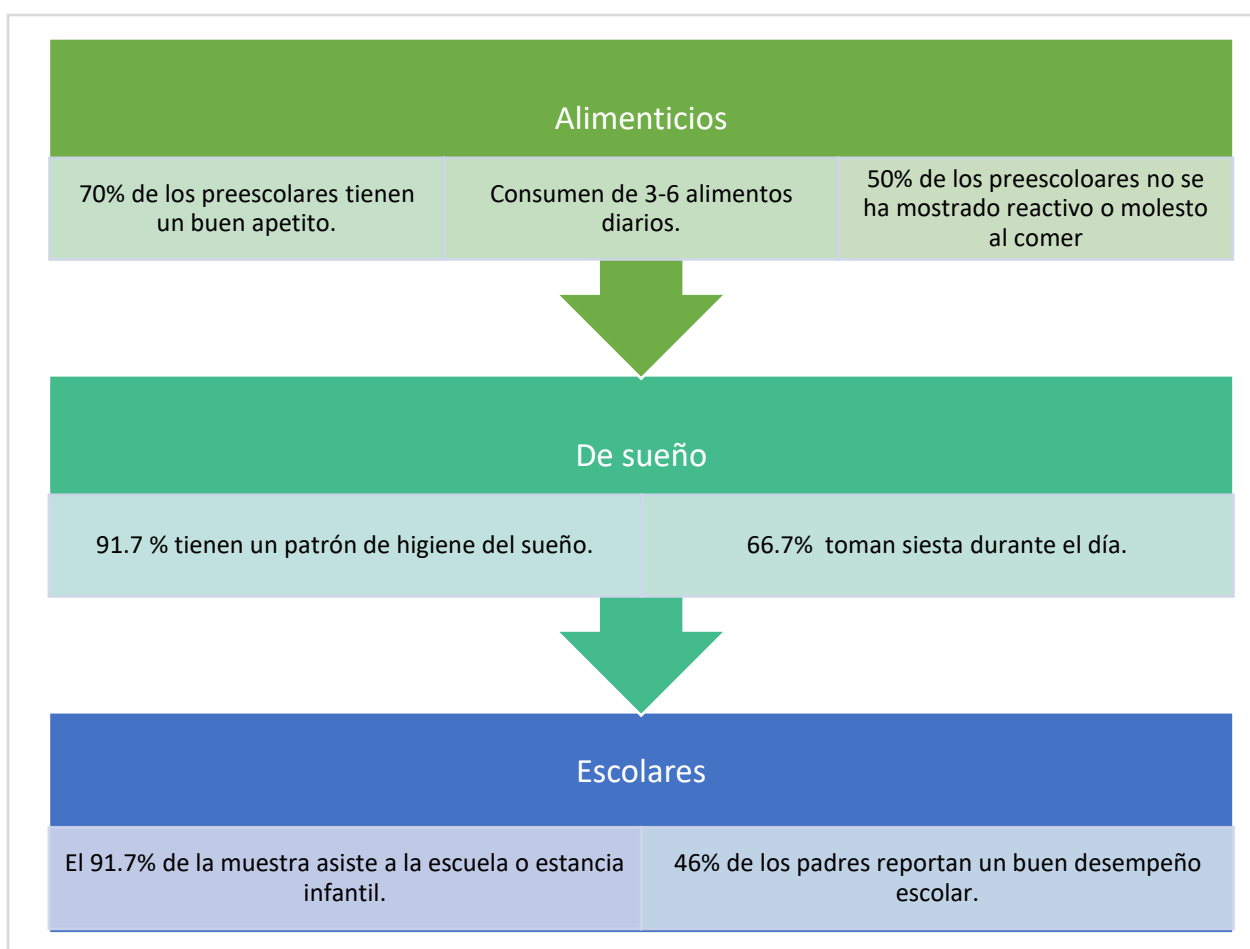 Alimenticios
70% de los preescolares tienen
un buen apetito.
Consumen de 3-6 alimentos
diarios.
50% de los preescoloares no se
ha mostrado reactivo o molesto
al comer
De sueño
91.7 % tienen un patrón de higiene del sueño.
66.7% toman siesta durante el día.
Escolares
El 91.7% de la muestra asiste a la escuela o estancia
infantil.
46% de los padres reportan un buen desempeño
escolar.